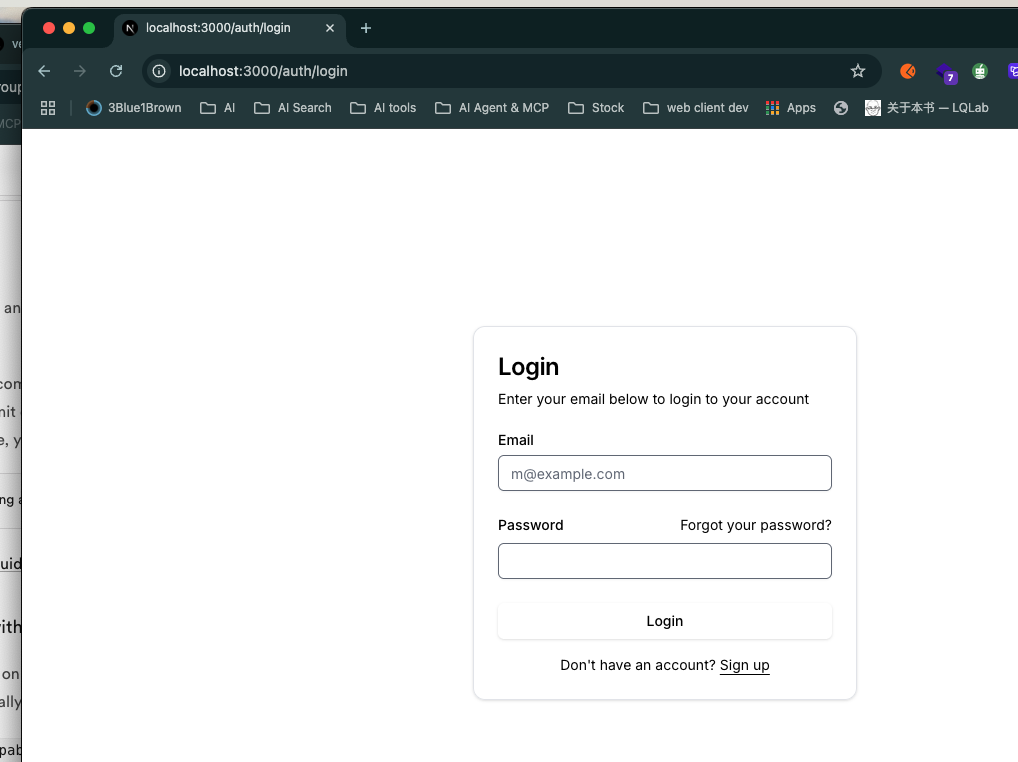 localhost:3000/auth/login
localhost:3000/auth/login
7
3Blue1Brown AI AI Search AI tools AI Agent & MCP Stock web client dev Apps 关于本书 — LQLab
Login
Enter your email below to login to your account
Email
m@example.com
Password Forgot your password?
Login
Don't have an account? Sign up